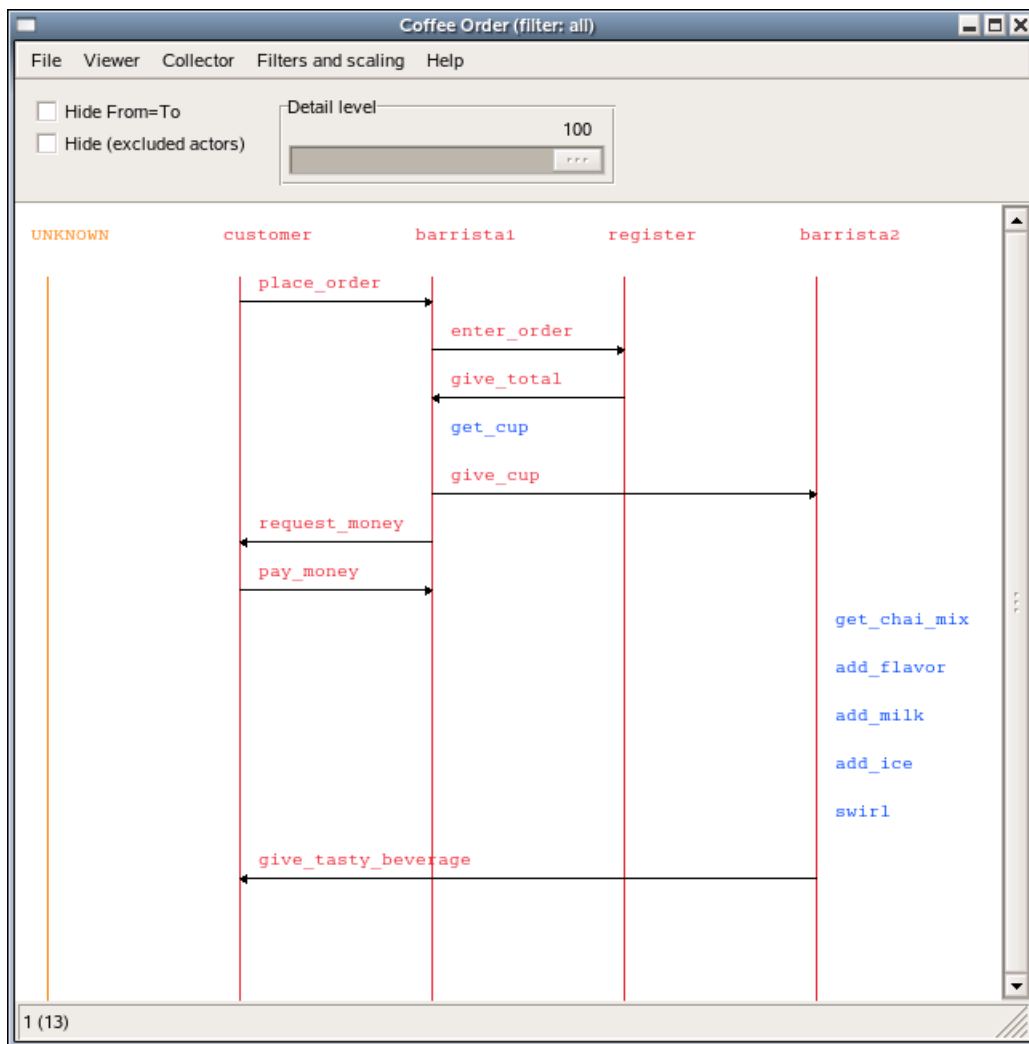 Coffee Order (filter: all)
File Viewer Collector Filters and scaling Help
Hide From=To
Hide (excluded actors)
Detail level
100
UNKNOWN customer barrista1 register barrista2
place_order
enter_order
give_total
get_cup
give_cup
request_money
pay_money
get_chai_mix
add_flavor
add_milk
add_ice
swirl
give_tasty_beverage
1 (13)